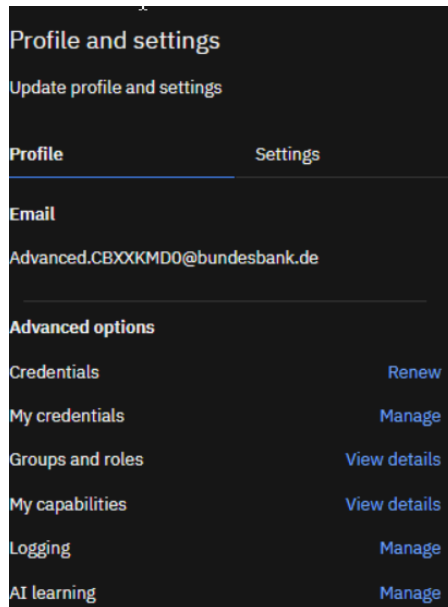 Profile and settings
Update profile and settings
Profile Settings
Email
Advanced.CBXXKMD0@bundesbank.de
Advanced options
Credentials Renew
My credentials Manage
Groups and roles View details
My capabilities View details
Logging Manage
AI learning Manage